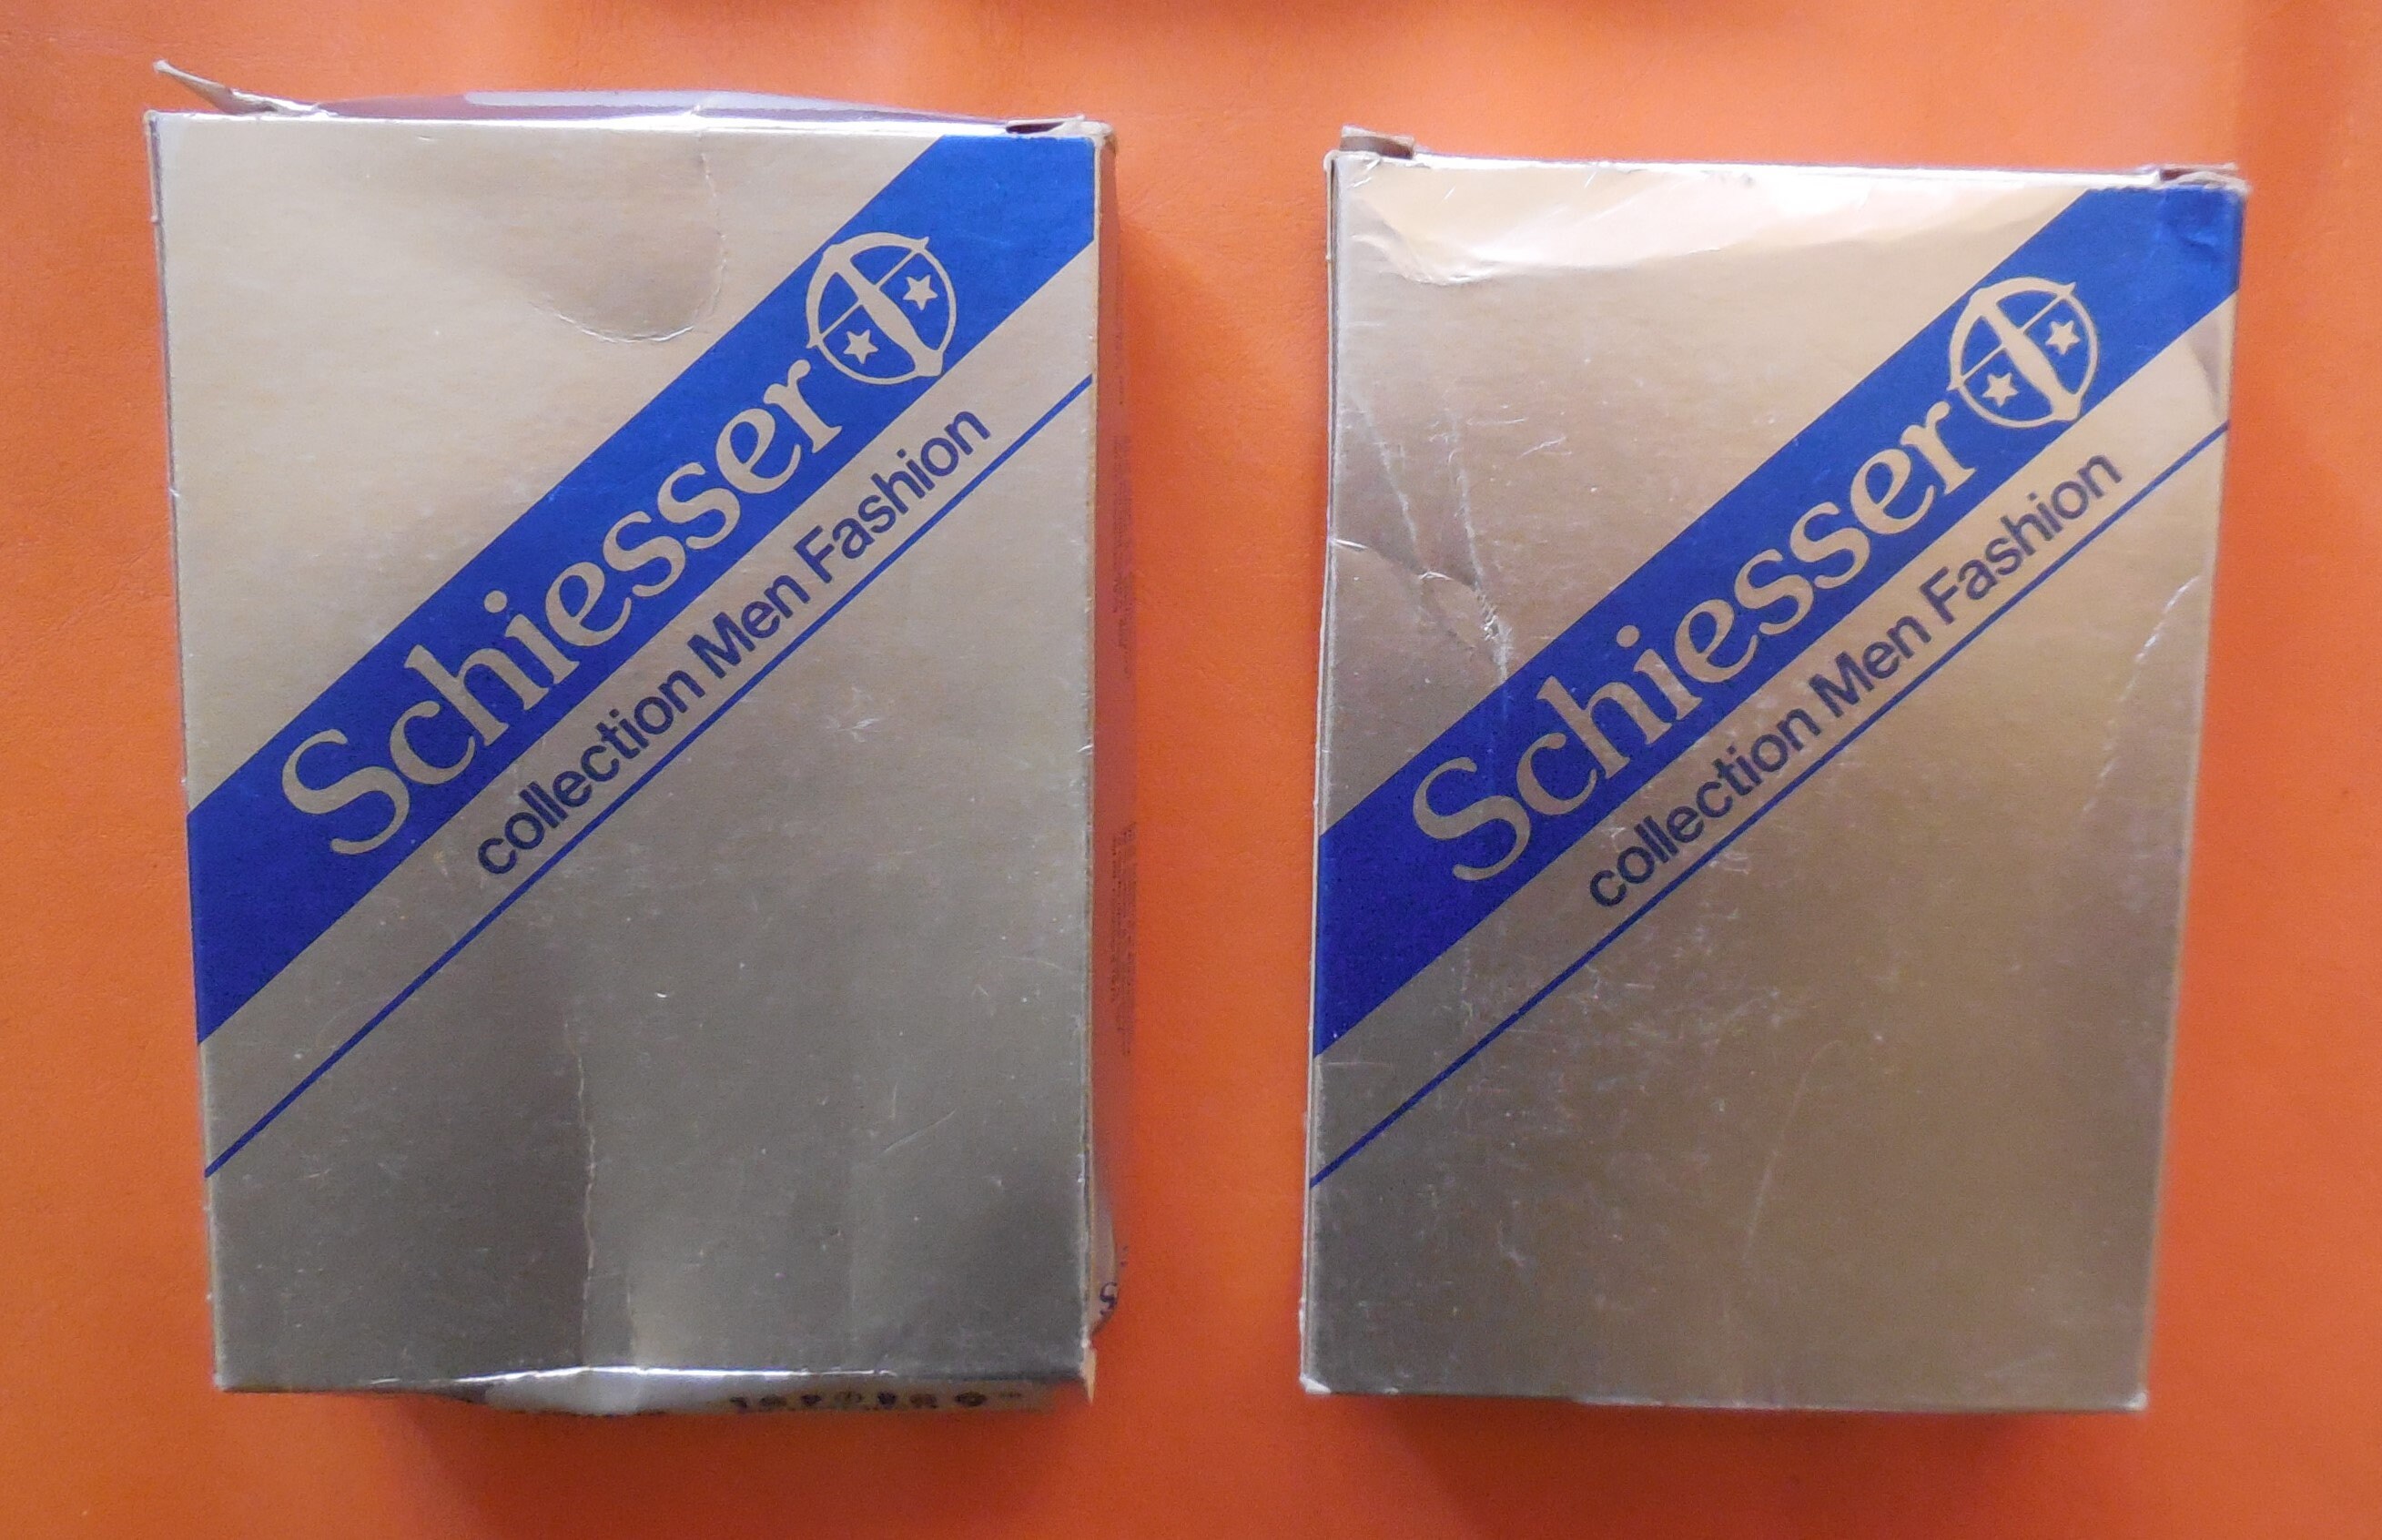 Schiesser
collection Men Fashion
Schiesser
collection Men Fashion